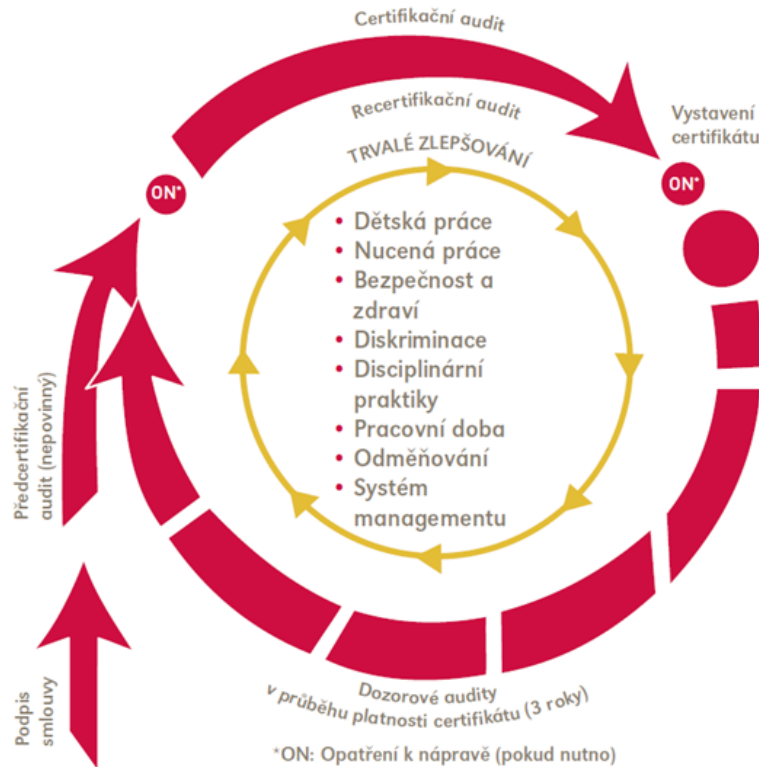 Certifikační audit
Recertifikační audit
TRVALÉ ZLEPŠOVÁNÍ
Vystavení
certifikátu
ON*
ON*
• Dětská práce
• Nucená práce
• Bezpečnost a
zdraví
• Diskriminace
• Disciplinární
praktiky
• Pracovní doba
• Odměňování
• Systém
managementu
Předcertifikační
audit (nepovinný)
Podpis
smlouvy
Dozorové audity
v průběhu platnosti certifikátu (3 roky)
*ON: Opatření k nápravě (pokud nutno)